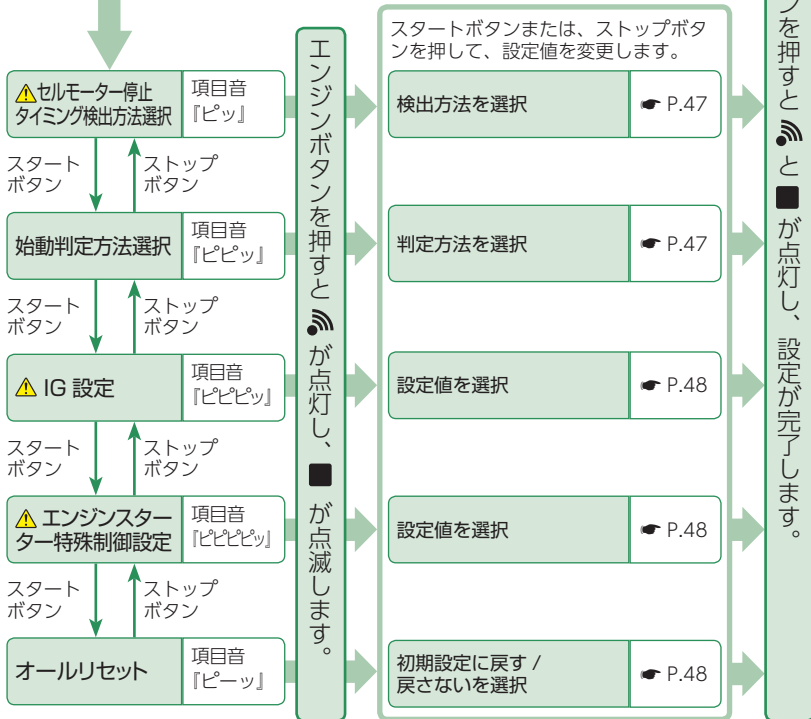 スタートボタンまたは、ストップボタ
ンを押して、設定値を変更します。
セルモーター停止
タイミング検出方法選択
項目音
『ピッ』
検出方法を選択
☛ P.47
スタート
ボタン
ストップ
ボタン
始動判定方法選択
項目音
『ピピッ』
判定方法を選択
☛ P.47
スタート
ボタン
ストップ
ボタン
IG 設定
項目音
『ピピピッ』
設定値を選択
☛ P.48
スタート
ボタン
ストップ
ボタン
エンジンスター
ター特殊制御設定
項目音
『ピピピピッ』
設定値を選択
☛ P.48
スタート
ボタン
ストップ
ボタン
オールリセット
項目音
『ピーッ』
初期設定に戻す /
戻さないを選択
☛ P.48
エンジンボタンを押すと が点灯し、■ が点滅します。
ンを押すと と ■ が点灯し、設定が完了します。